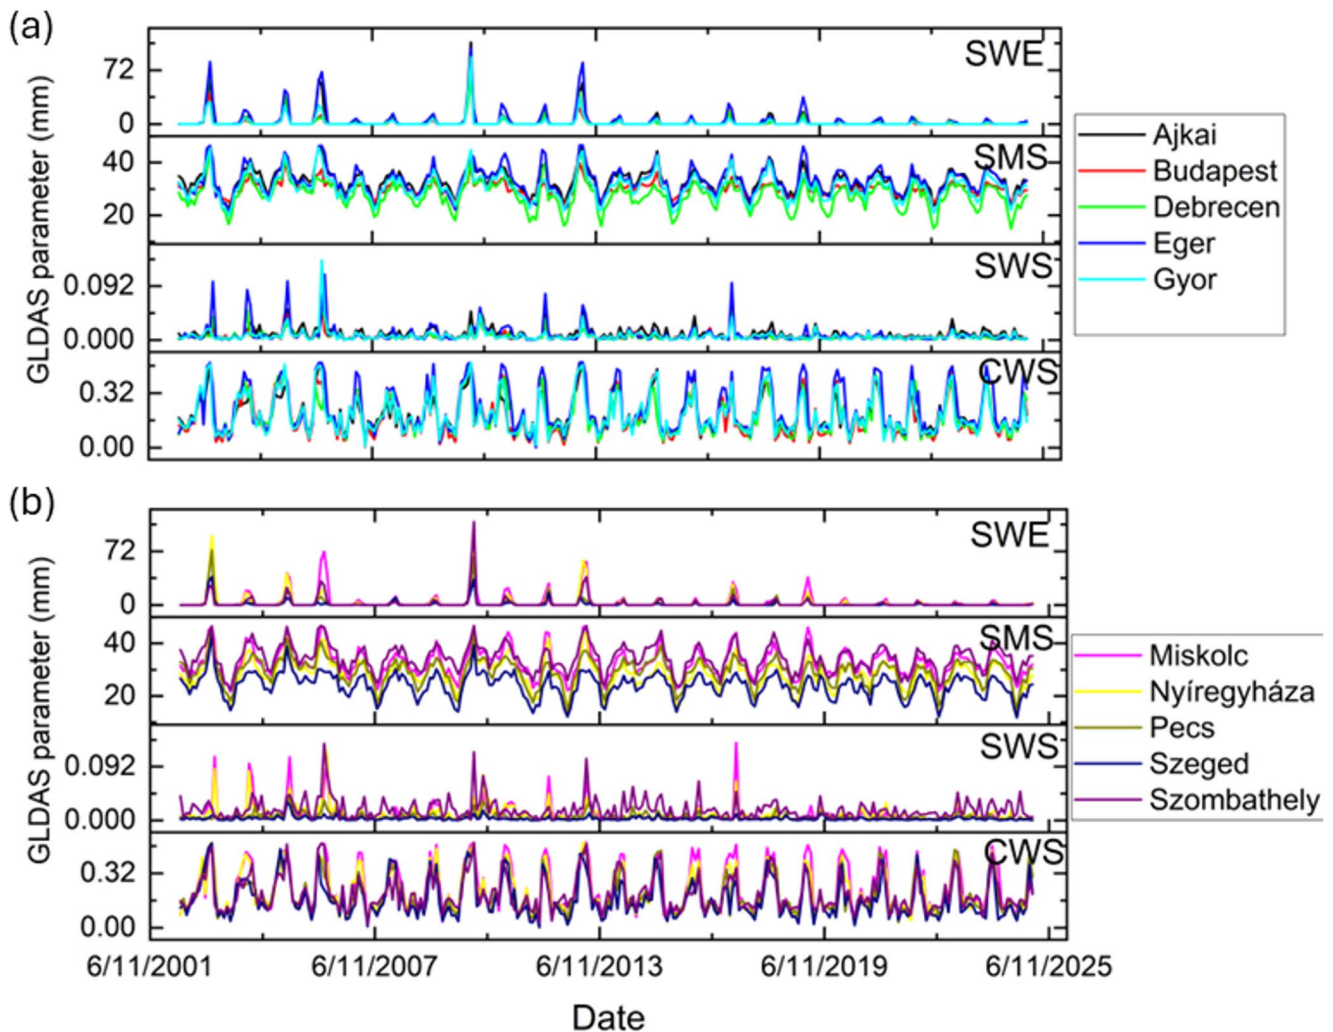 (a)
GLDAS parameter (mm)
SWE
72
0
SMS
40
20
SWS
0.092
0.000
CWS
0.32
0.00
Ajkai
Budapest
Debrecen
Eger
Gyor
(b)
GLDAS parameter (mm)
SWE
72
0
SMS
40
20
SWS
0.092
0.000
CWS
0.32
0.00
Miskolc
Nyíregyháza
Pecs
Szeged
Szombathely
6/11/2001 6/11/2007 6/11/2013 6/11/2019 6/11/2025
Date